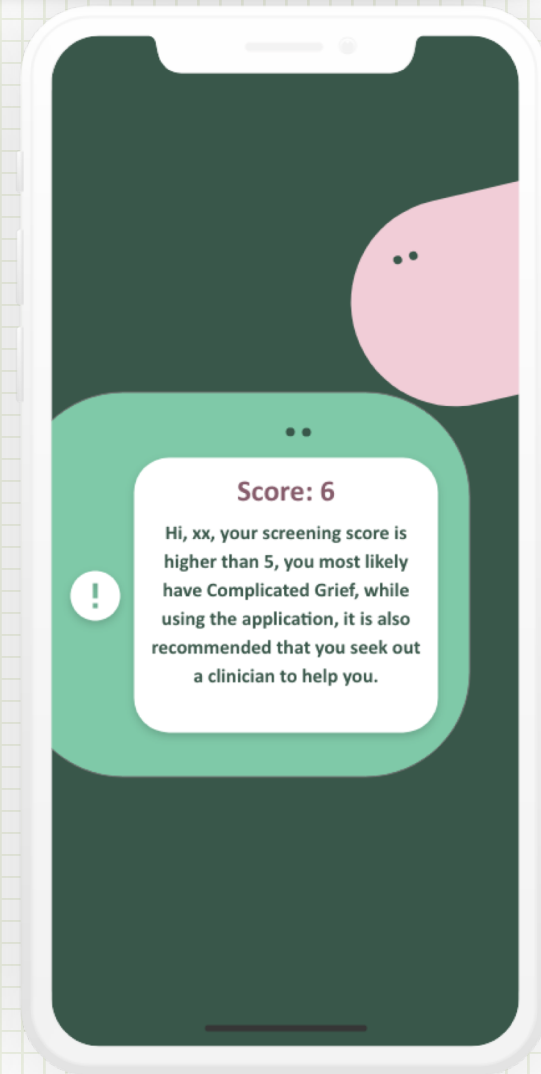 Score: 6
Hi, xx, your screening score is
higher than 5, you most likely
have Complicated Grief, while
using the application, it is also
recommended that you seek out
a clinician to help you.
!